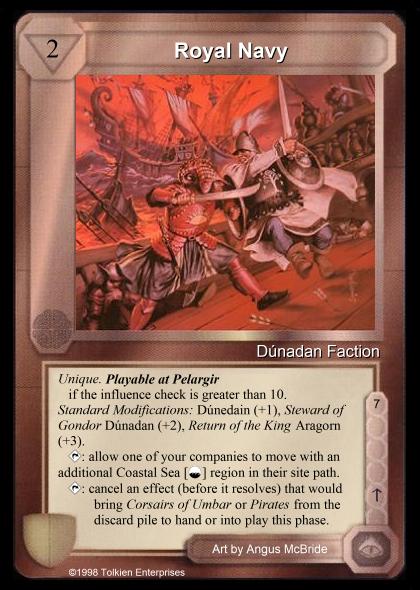 2
Royal Navy
Dúnadan Faction
Unique. Playable at Pelargir
if the influence check is greater than 10.
Standard Modifications: Dúnedain (+1), Steward of
Gondor Dúnadan (+2), Return of the King Aragorn
(+3).
: allow one of your companies to move with an
additional Coastal Sea [ ] region in their site path.
: cancel an effect (before it resolves) that would
bring Corsairs of Umbar or Pirates from the
discard pile to hand or into play this phase.
7
Art by Angus McBride
©1998 Tolkien Enterprises